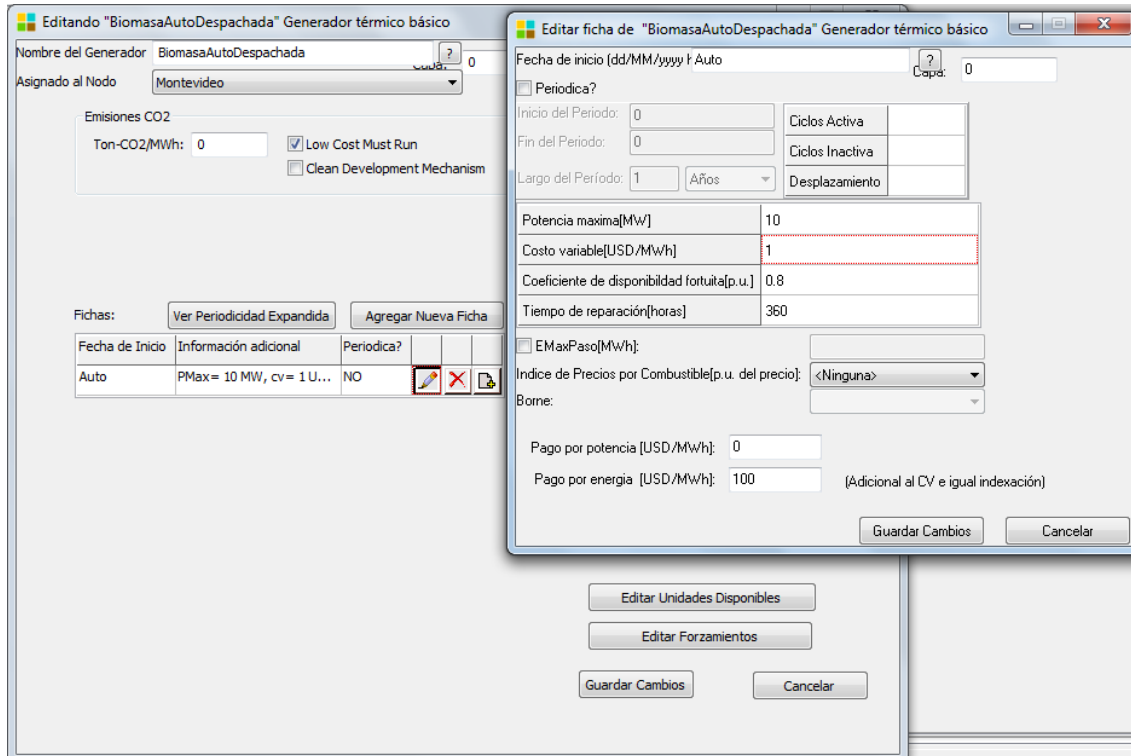 Editando "BiomasaAutoDespachada" Generador térmico básico
Nombre del Generador BiomasaAutoDespachada ? 0
Asignado al Nodo Montevideo
Emisiones CO2
Ton-CO2/MWh: 0 Low Cost Must Run
Clean Development Mechanism
Fichas: Ver Periodicidad Expandida Agregar Nueva Ficha
Fecha de Inicio Información adicional Periodica?
Auto PMax= 10 MW, cv= 1 U... NO
Editar Unidades Disponibles
Editar Forzamientos
Guardar Cambios Cancelar
Editar ficha de "BiomasaAutoDespachada" Generador térmico básico
Fecha de inicio (dd/MM/yyyy h Auto ? Capa: 0
Periodica?
Inicio del Periodo: 0
Fin del Periodo: 0
Largo del Período: 1 Años
Ciclos Activa
Ciclos Inactiva
Desplazamiento
Potencia maxima[MW] 10
Costo variable[USD/MWh] 1
Coeficiente de disponibildad fortuita[p.u.] 0.8
Tiempo de reparación[horas] 360
EMaxPaso[MWh]:
Indice de Precios por Combustible[p.u. del precio]: <Ninguna>
Borne:
Pago por potencia [USD/MWh]: 0
Pago por energia [USD/MWh]: 100 (Adicional al CV e igual indexación)
Guardar Cambios Cancelar